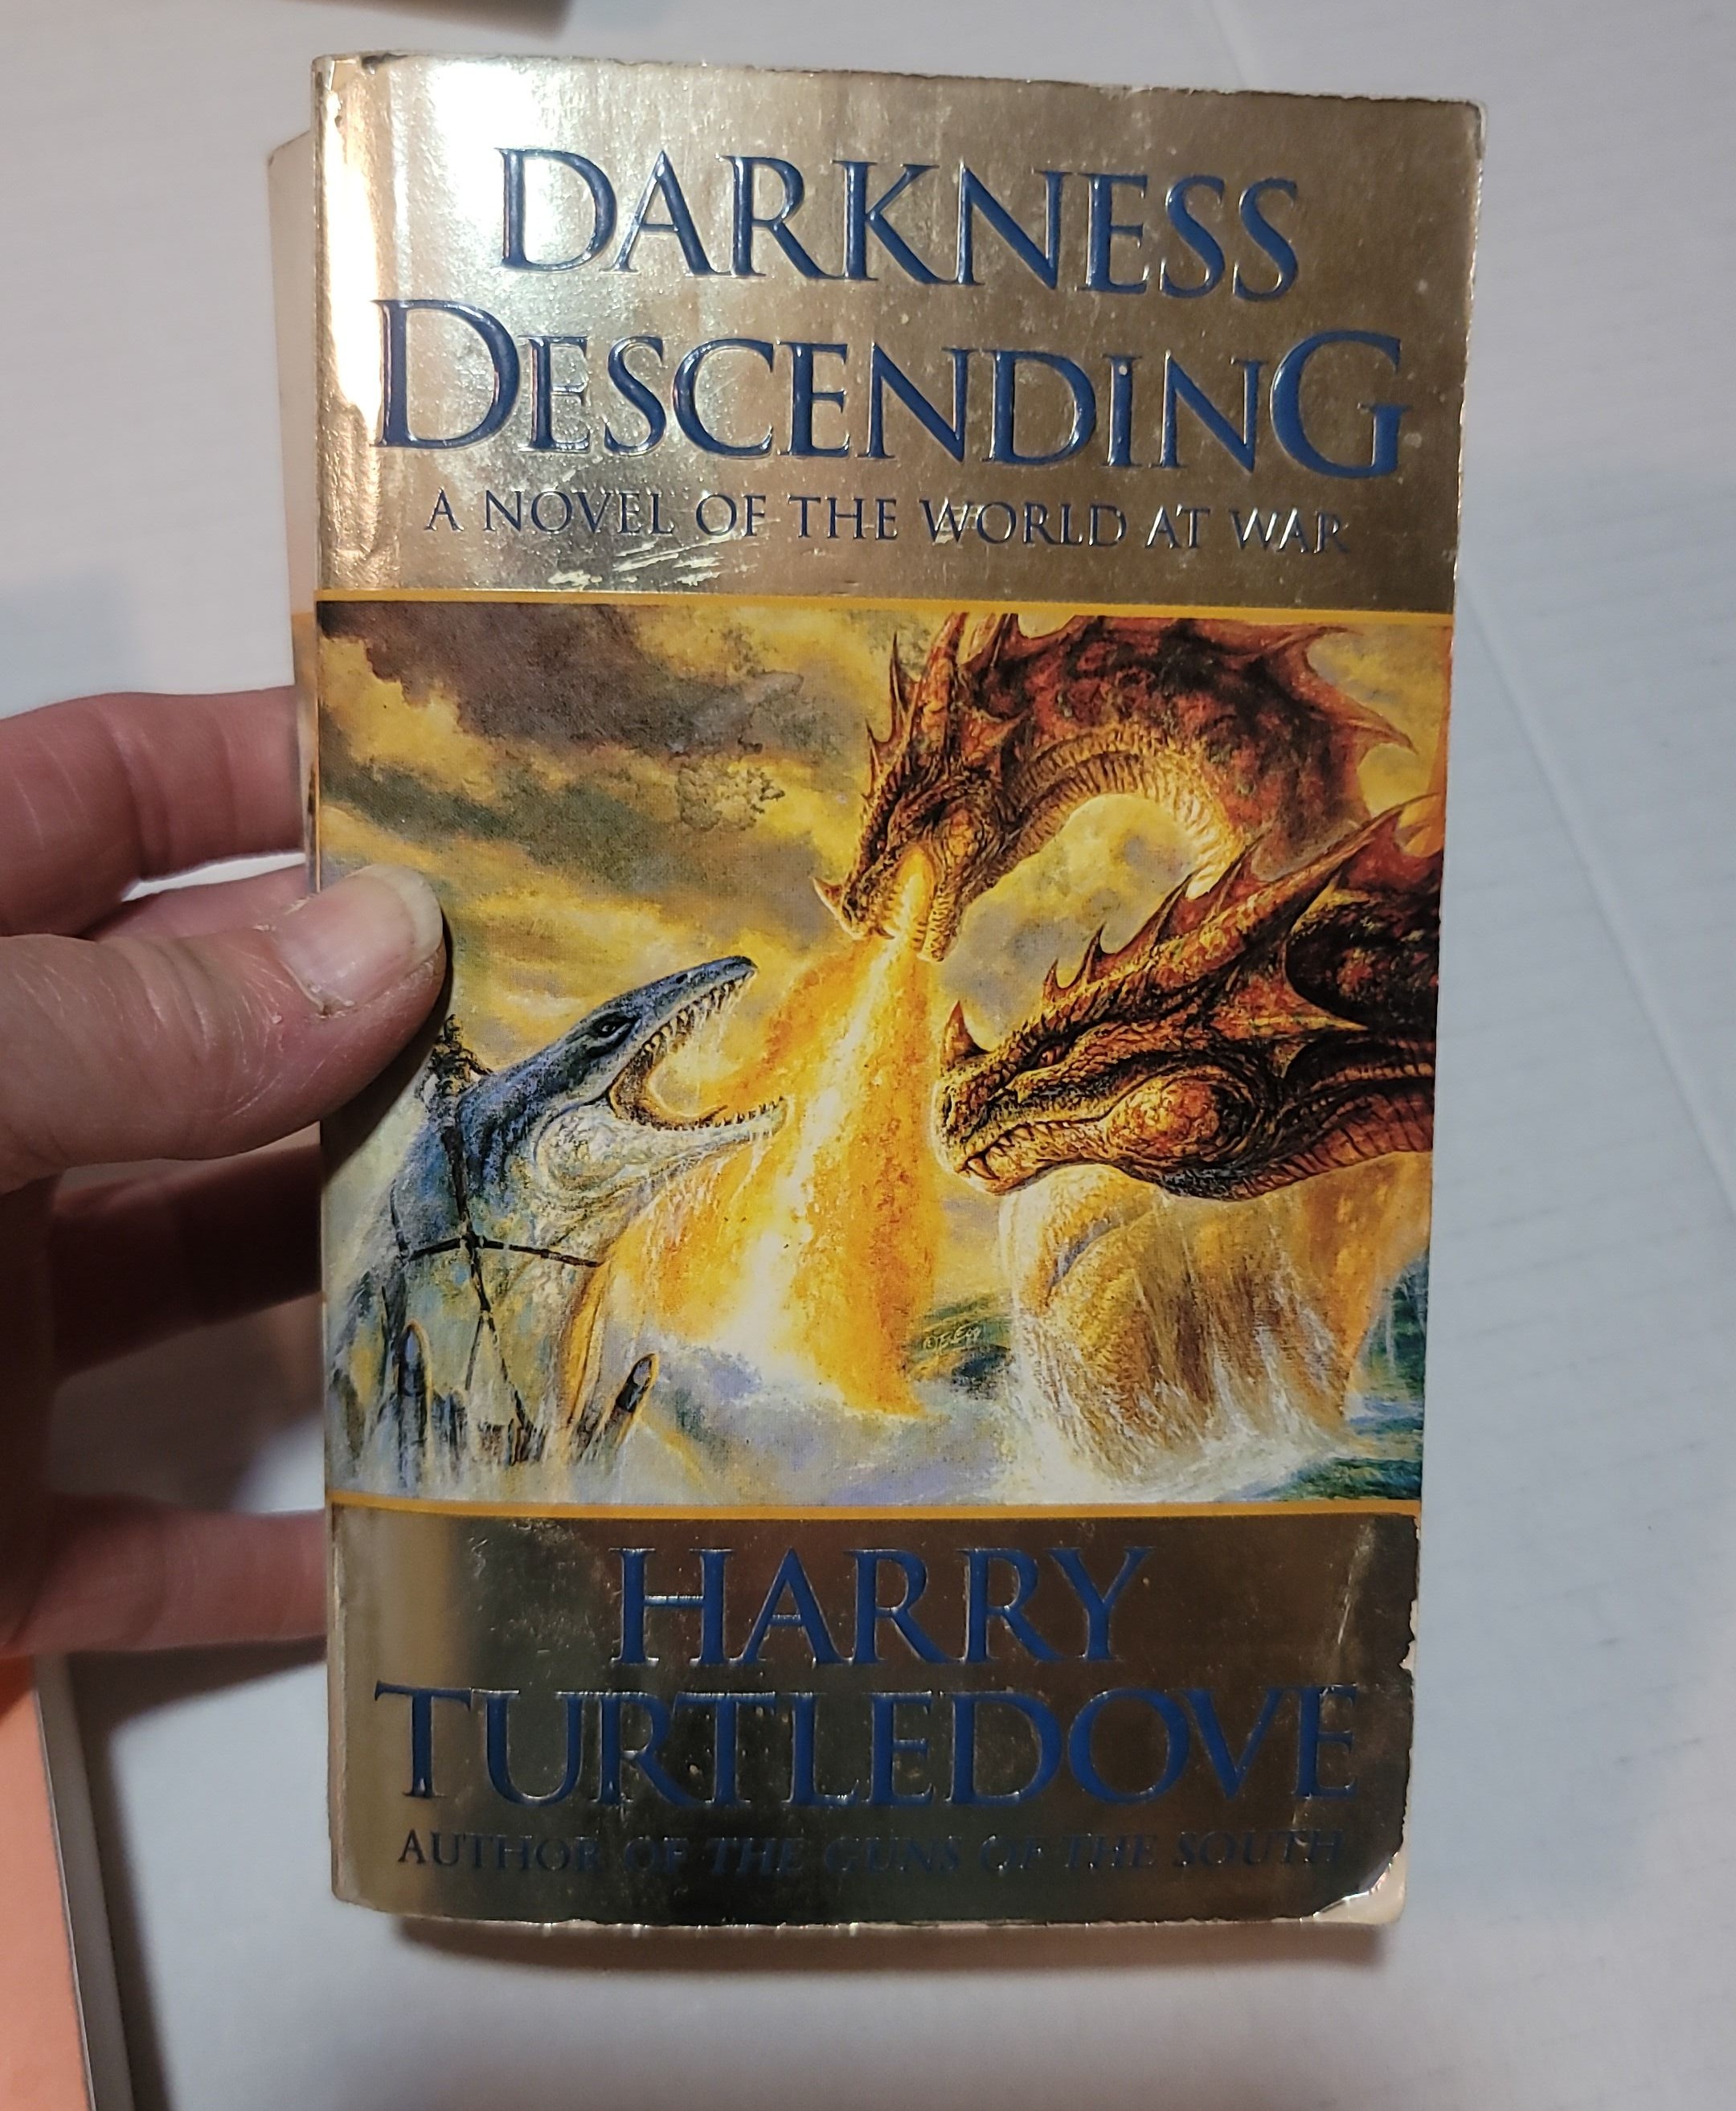 DARKNESS
DESCENDING
A NOVEL OF THE WORLD AT WAR
HARRY
TURTLEDOVE
AUTHOR OF THE GUNS OF THE SOUTH